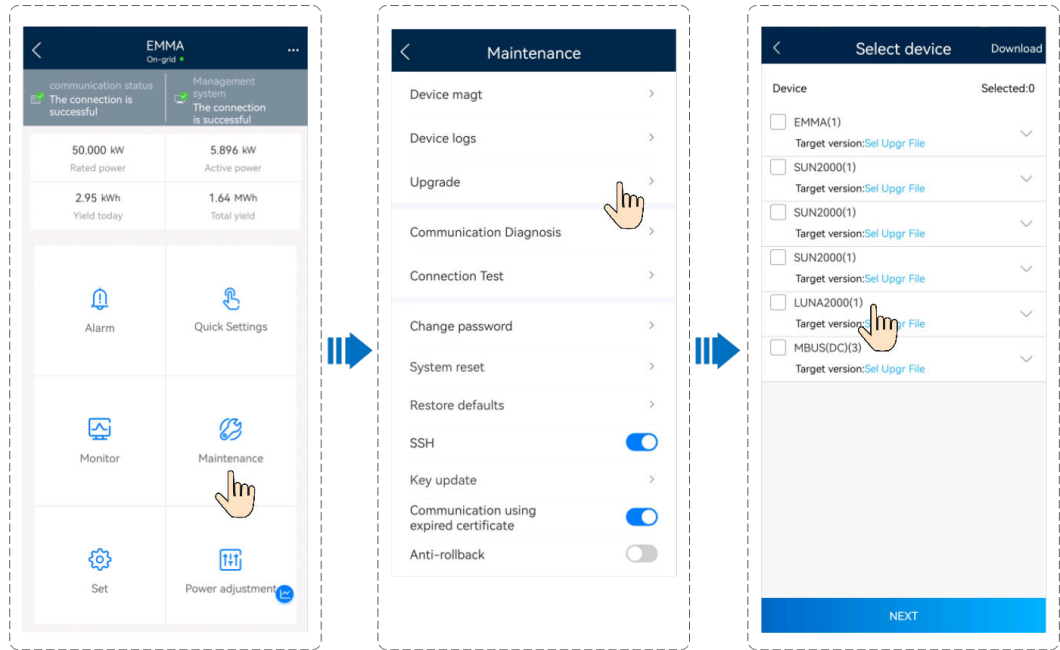 EMMA
On-grid
communication status
The connection is
successful
Management
system
The connection
is successful
50.000 kW
Rated power
5.896 kW
Active power
2.95 kWh
Yield today
1.64 MWh
Total yield
Alarm
Quick Settings
Monitor
Maintenance
Set
Power adjustment
Maintenance
Device magt
Device logs
Upgrade
Communication Diagnosis
Connection Test
Change password
System reset
Restore defaults
SSH
Key update
Communication using
expired certificate
Anti-rollback
Select device
Download
Device
Selected:0
EMMA(1)
Target version:Sel Upgr File
SUN2000(1)
Target version:Sel Upgr File
SUN2000(1)
Target version:Sel Upgr File
SUN2000(1)
Target version:Sel Upgr File
LUNA2000(1)
Target version: File
MBUS(DC)(3)
Target version:Sel Upgr File
NEXT